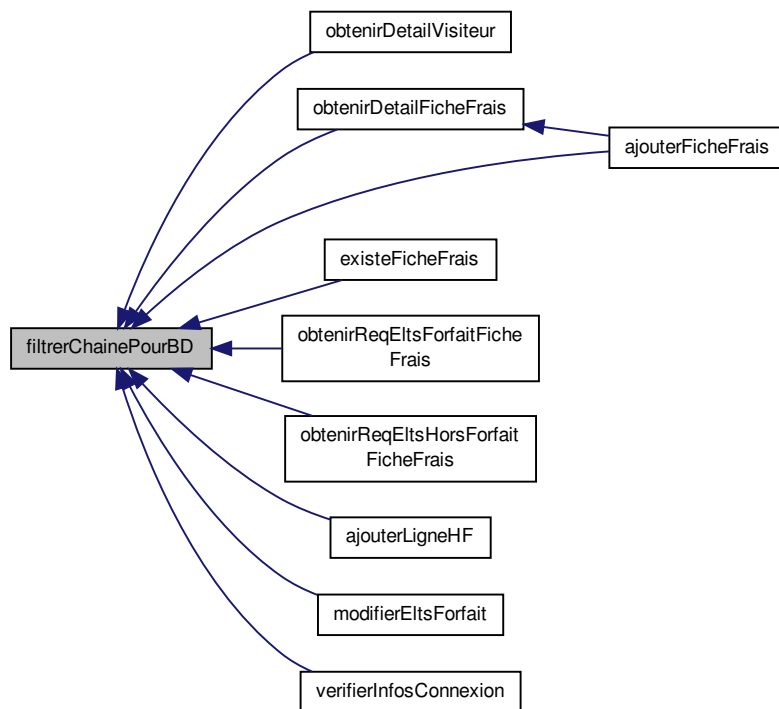 obtenirDetailVisiteur
obtenirDetailFicheFrais
ajouterFicheFrais
existeFicheFrais
filtrerChainePourBD
obtenirReqEltsForfaitFiche
Frais
obtenirReqEltsHorsForfait
FicheFrais
ajouterLigneHF
modifierEltsForfait
verifierInfosConnexion